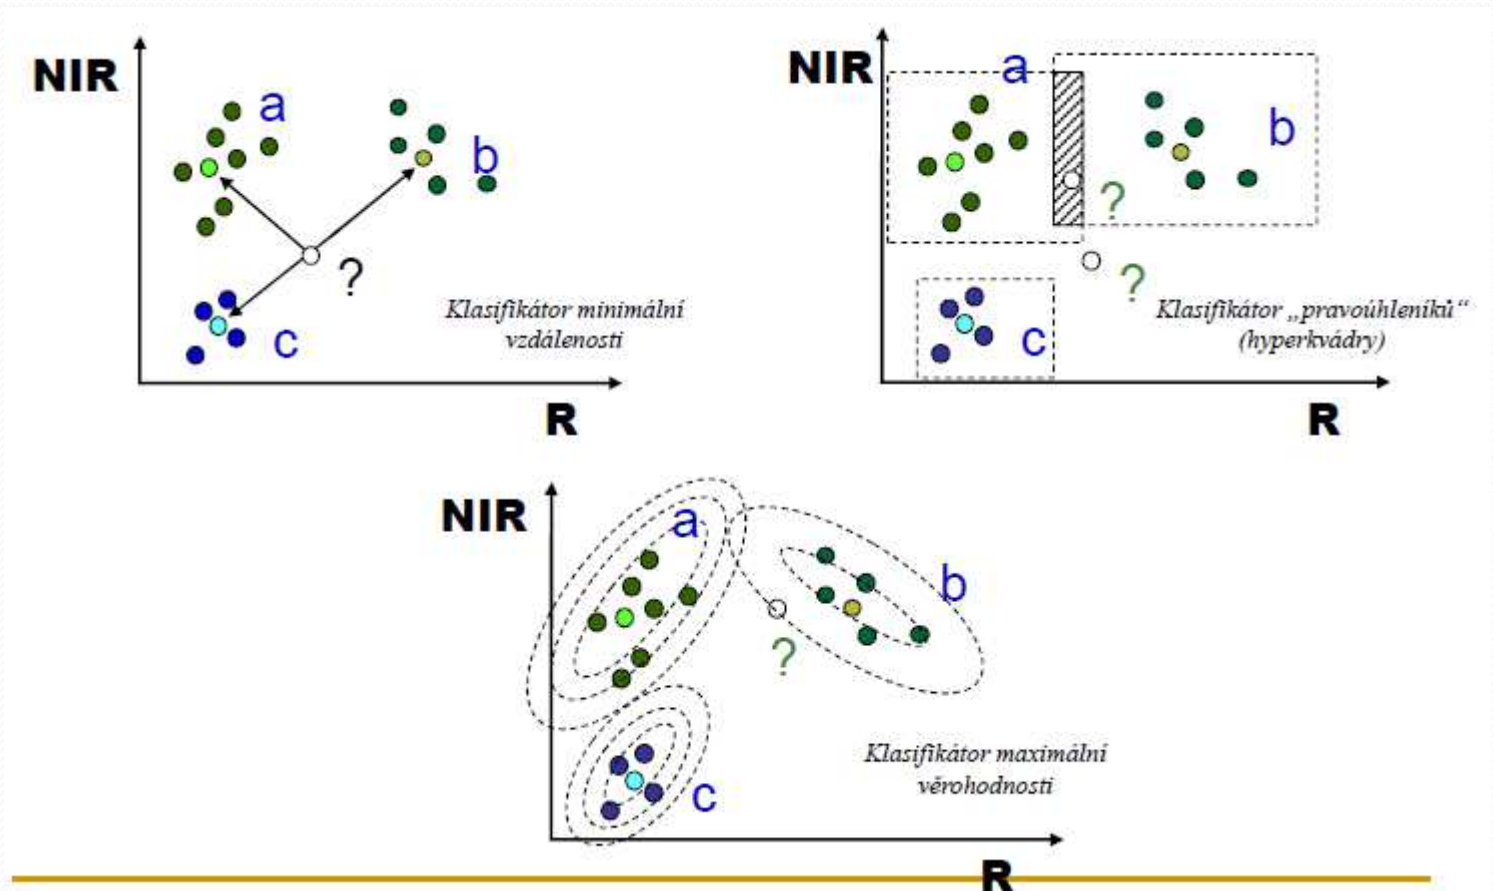 NIR
a
b
?
c
Klasifikátor minimální
vzdálenosti
R
NIR
a
b
?
?
c
Klasifikátor „pravoúhleníků“
(hyperkvádry)
R
NIR
a
b
?
c
Klasifikátor maximální
věrohodnosti
R